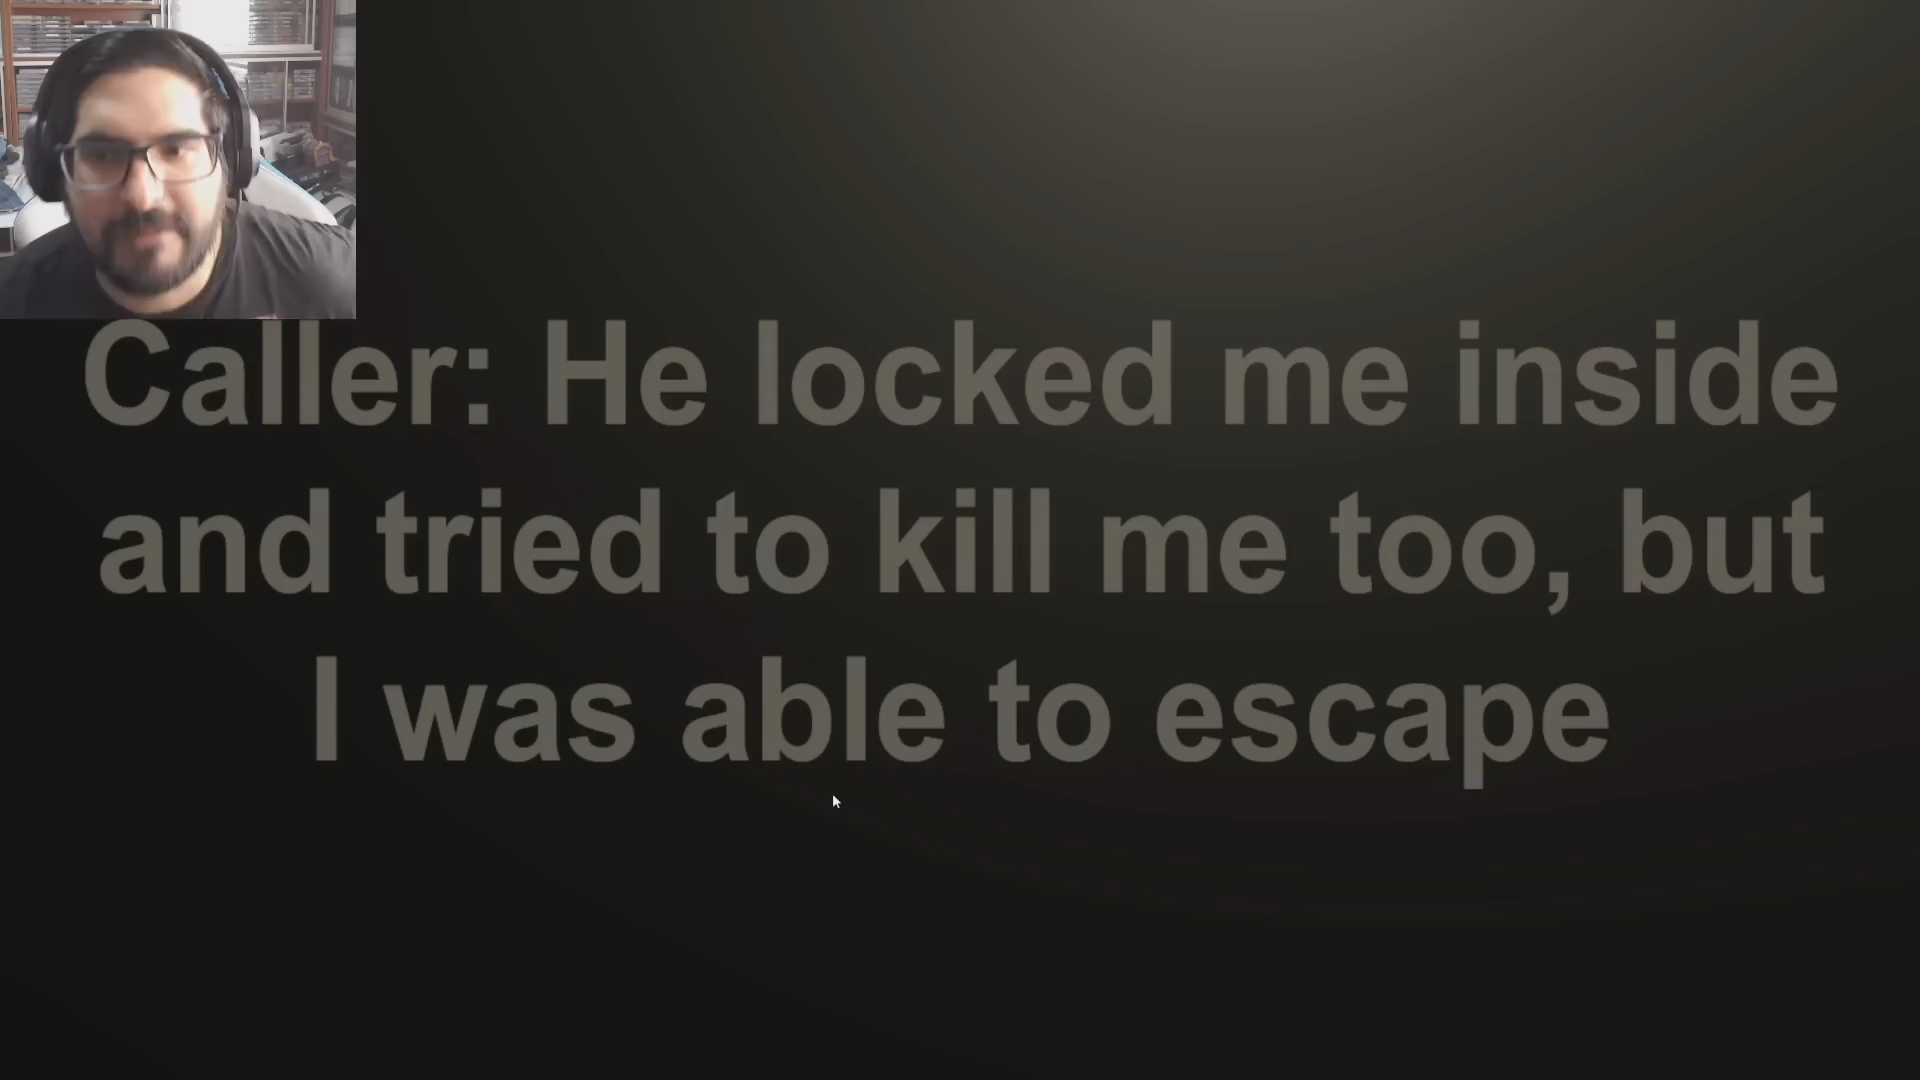 Caller: He locked me inside
and tried to kill me too, but
I was able to escape